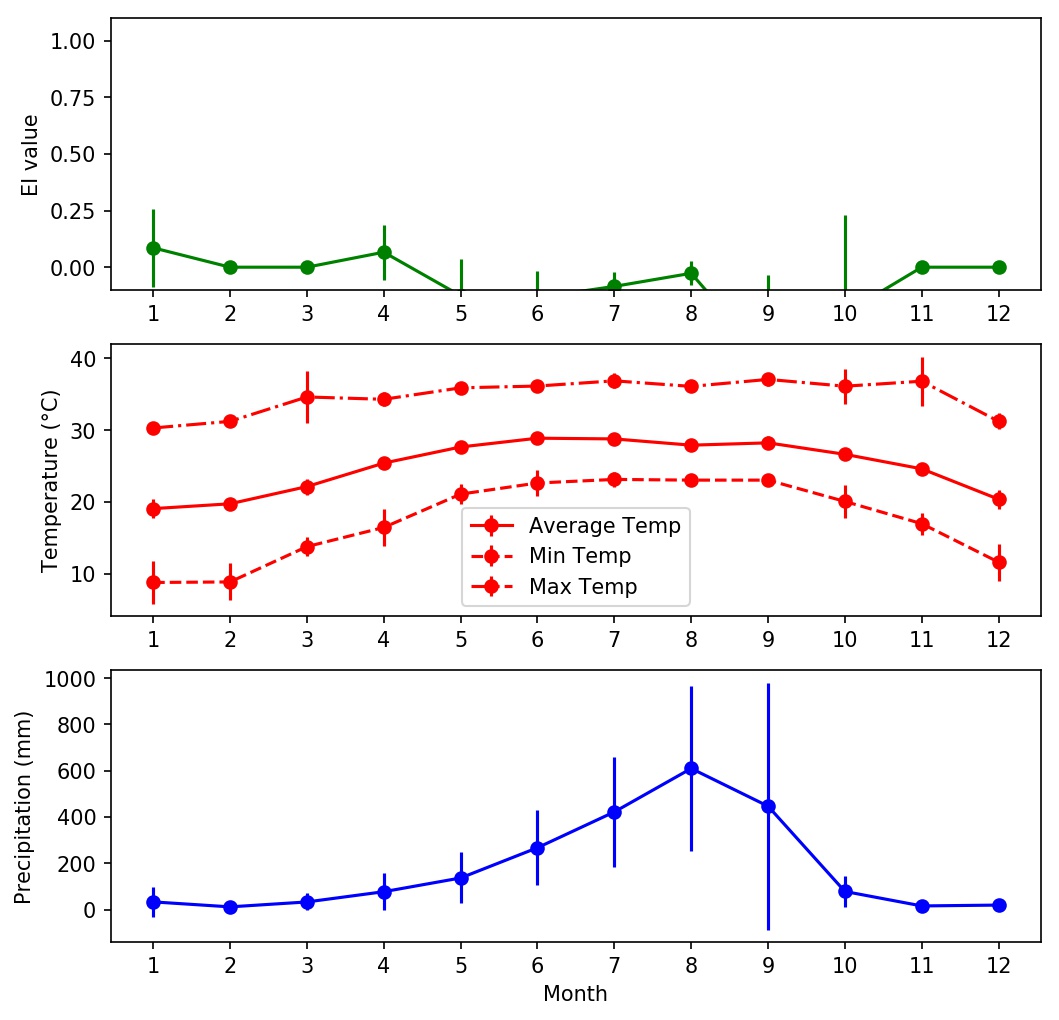 EI value
1.00
0.75
0.50
0.25
0.00
1 2 3 4 5 6 7 8 9 10 11 12
Temperature (°C)
40
30
20
10
Average Temp
Min Temp
Max Temp
1 2 3 4 5 6 7 8 9 10 11 12
Precipitation (mm)
1000
800
600
400
200
0
1 2 3 4 5 6 7 8 9 10 11 12
Month